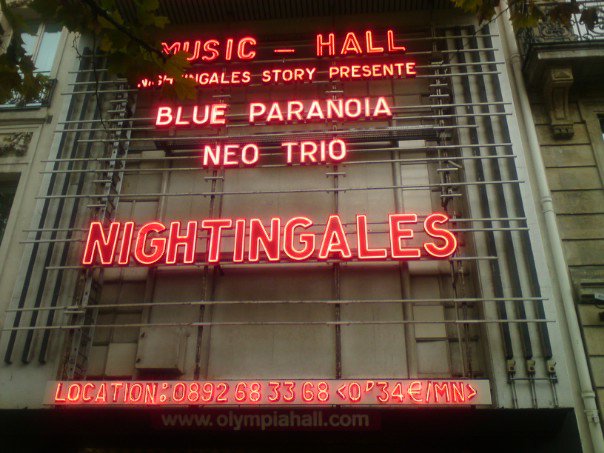 MUSIC - HALL
NIGHTINGALES STORY PRESENTE
BLUE PARANOIA
NEO TRIO
NIGHTINGALES
LOCATION: 0892 68 33 68 <0'34€/MN>
www.olympiahall.com